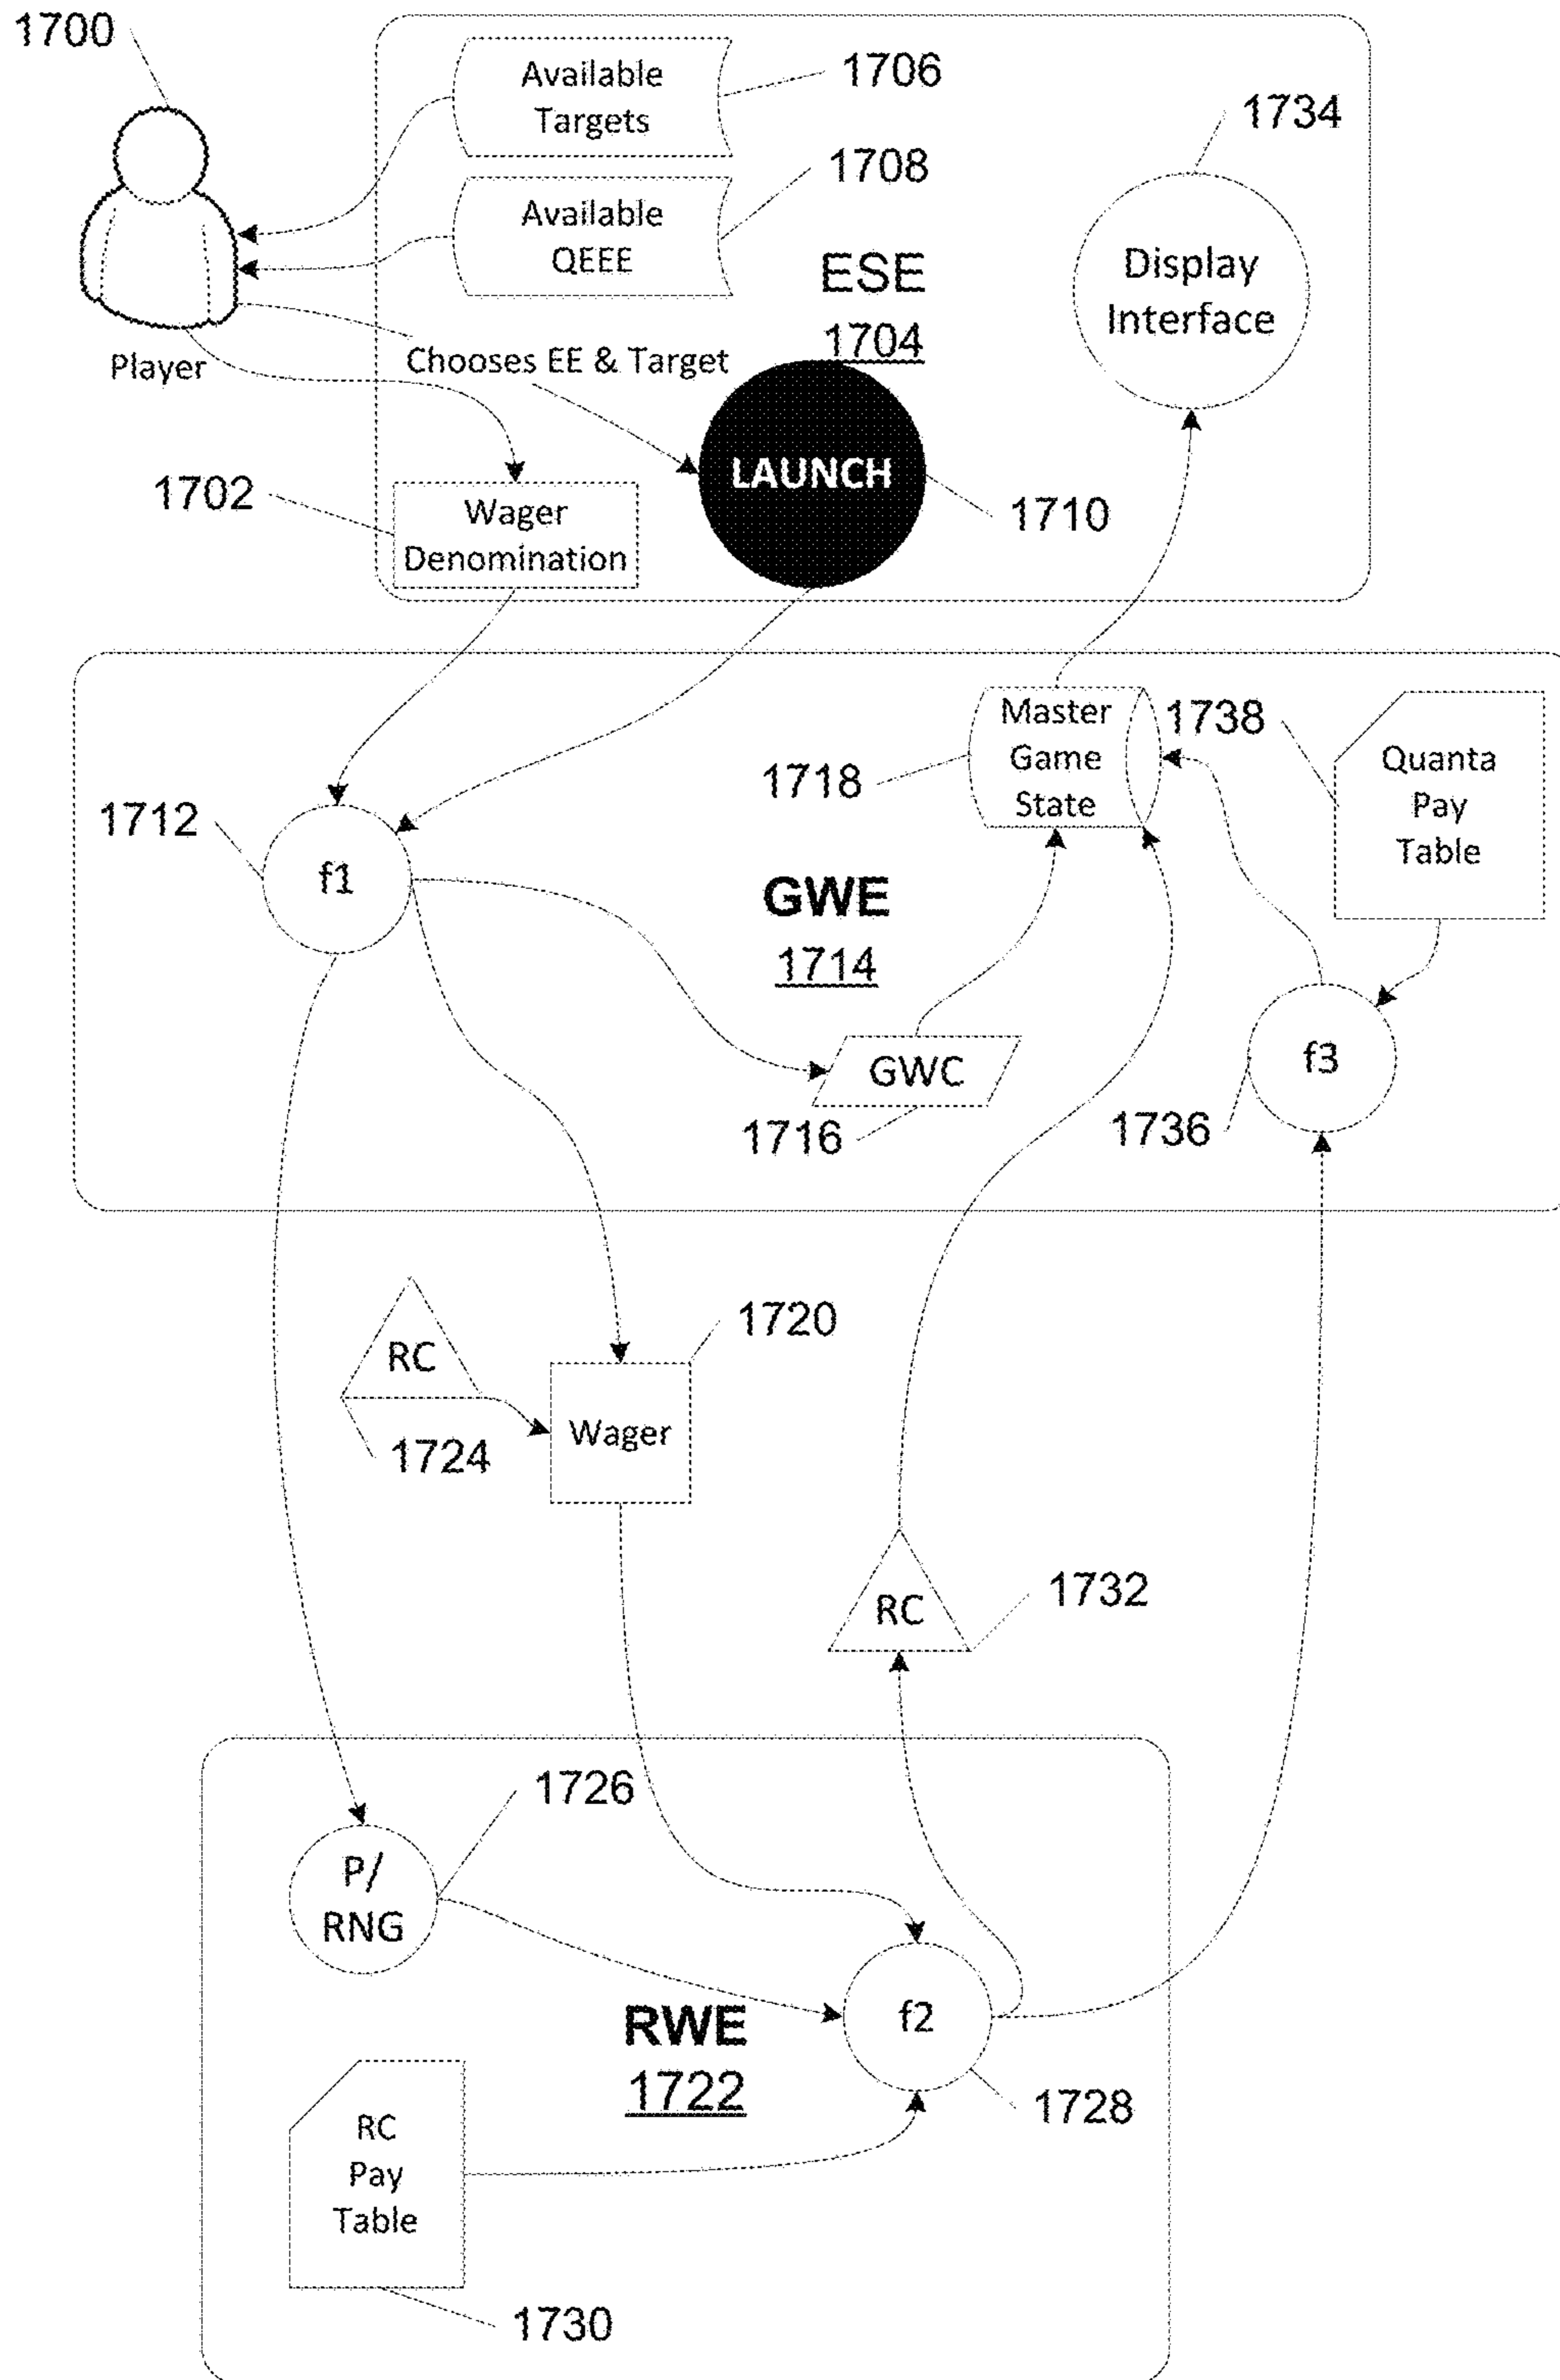 1700
Available
Targets
1706
1734
Available
QEEE
1708
ESE
1704
Display
Interface
Player
Chooses EE & Target
LAUNCH
1702
Wager
Denomination
1710
Master
Game
State
1718
1738
Quanta
Pay
Table
1712
f1
GWE
1714
GWC
1716
f3
1736
RC
1724
1720
Wager
RC
1732
1726
P/
RNG
f2
RWE
1722
1728
RC
Pay
Table
1730